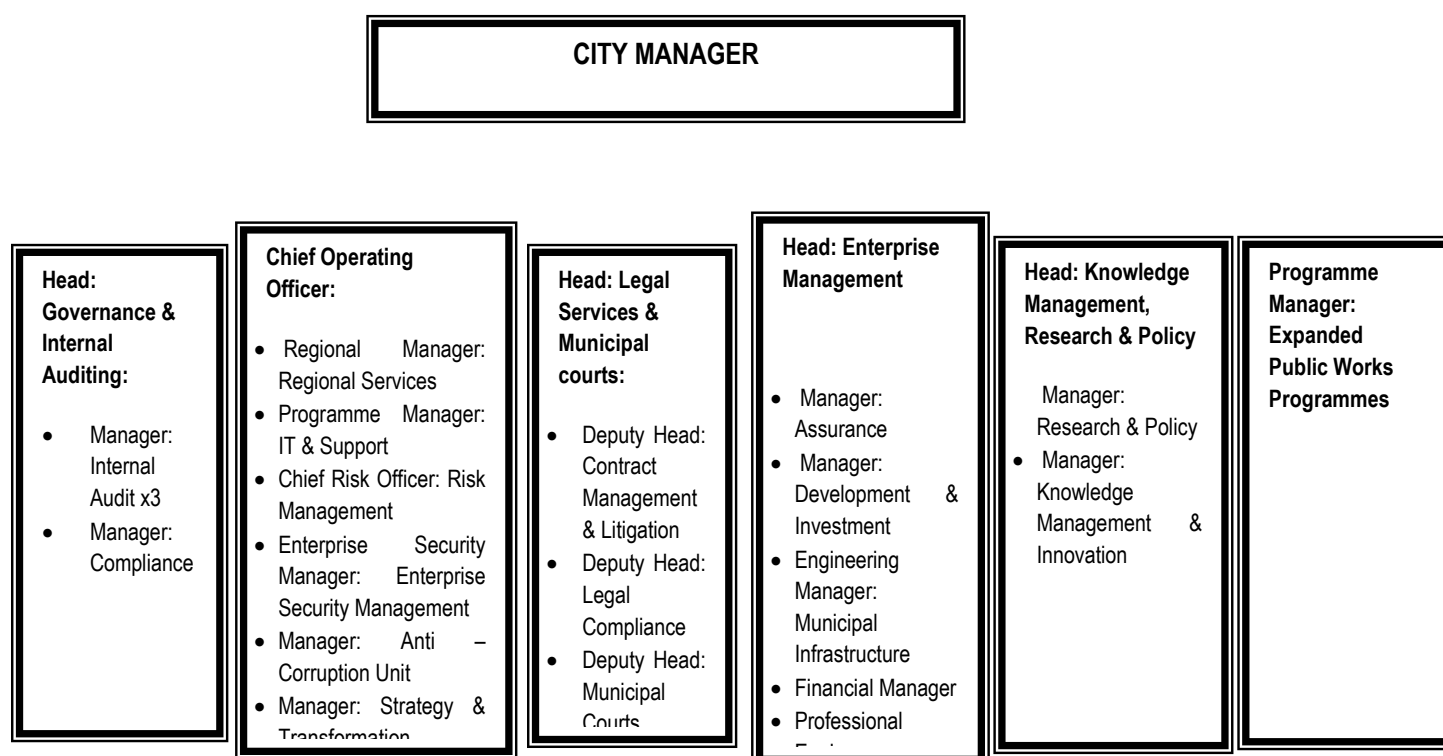 CITY MANAGER
Head:
Governance &
Internal
Auditing:
• Manager:
Internal
Audit x3
• Manager:
Compliance
Chief Operating
Officer:
• Regional Manager:
Regional Services
• Programme Manager:
IT & Support
• Chief Risk Officer: Risk
Management
• Enterprise Security
Manager: Enterprise
Security Management
• Manager: Anti –
Corruption Unit
• Manager: Strategy &
Transformation
Head: Legal
Services &
Municipal
courts:
• Deputy Head:
Contract
Management
& Litigation
• Deputy Head:
Legal
Compliance
• Deputy Head:
Municipal
Courts
Head: Enterprise
Management
• Manager:
Assurance
• Manager:
Development &
Investment
• Engineering
Manager:
Municipal
Infrastructure
• Financial Manager
• Professional
Head: Knowledge
Management,
Research & Policy
Manager:
Research & Policy
• Manager:
Knowledge
Management &
Innovation
Programme
Manager:
Expanded
Public Works
Programmes